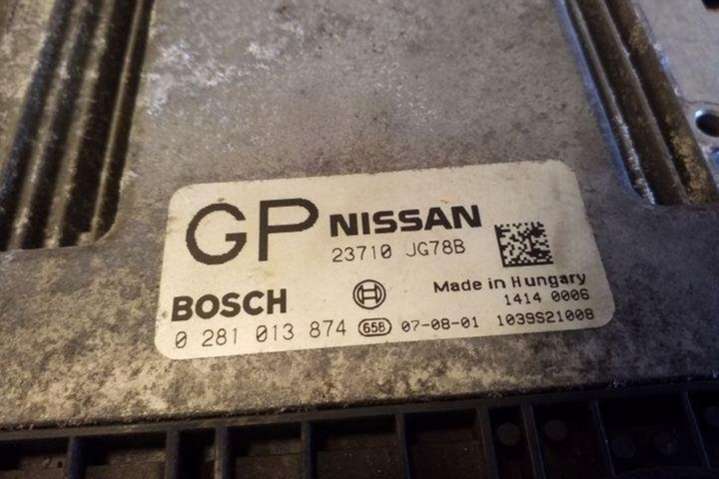 GP NISSAN
23710 JG78B
Made in Hungary
BOSCH
1414 0006
0 281 013 874 658 07-08-01 1039S21008